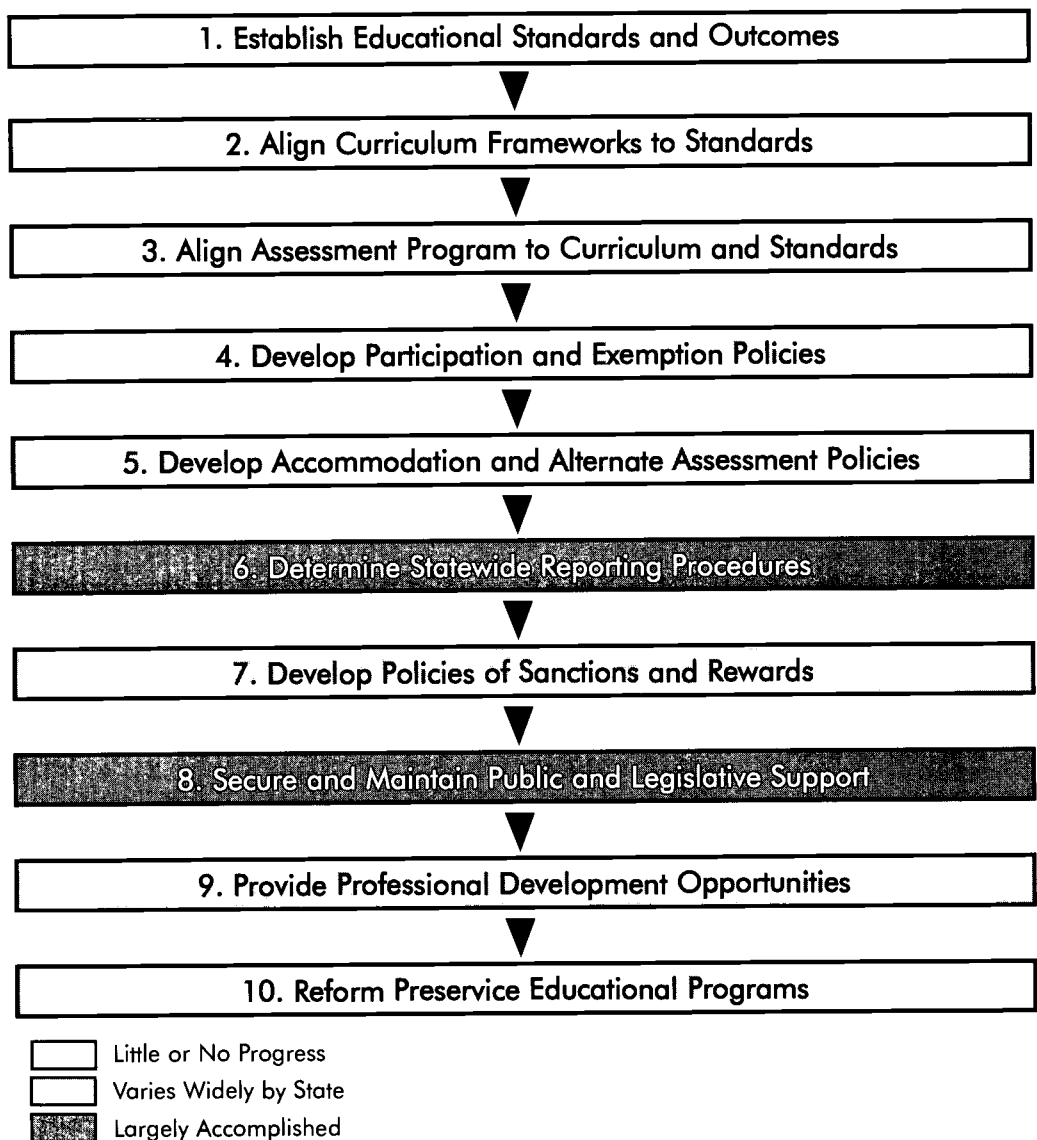 1. Establish Educational Standards and Outcomes
2. Align Curriculum Frameworks to Standards
3. Align Assessment Program to Curriculum and Standards
4. Develop Participation and Exemption Policies
5. Develop Accommodation and Alternate Assessment Policies
6. Determine Statewide Reporting Procedures
7. Develop Policies of Sanctions and Rewards
8. Secure and Maintain Public and Legislative Support
9. Provide Professional Development Opportunities
10. Reform Preservice Educational Programs
Little or No Progress
Varies Widely by State
Largely Accomplished